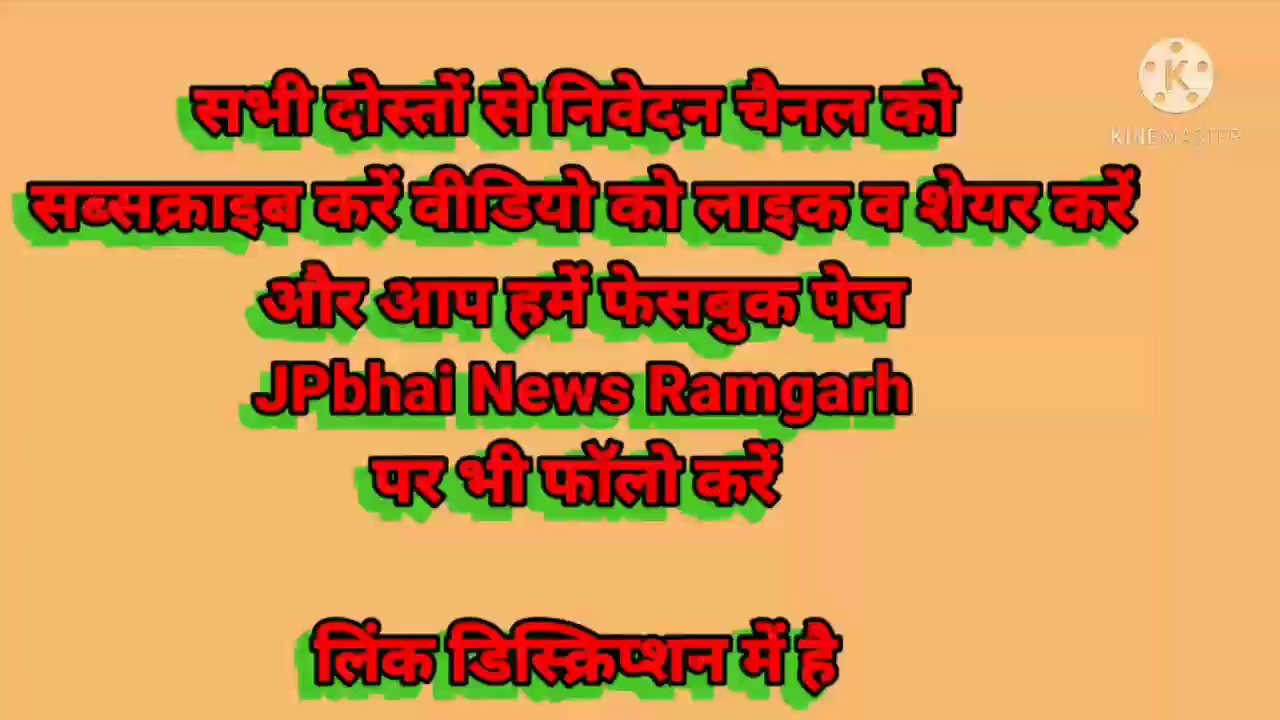 सभी दोस्तों से निवेदन चैनल को
सब्सक्राइब करें वीडियो को लाइक व शेयर करें
और आप हमें फेसबुक पेज
JPbhai News Ramgarh
पर भी फॉलो करें
लिंक डिस्क्रिप्शन में है
K
KINEMASTER